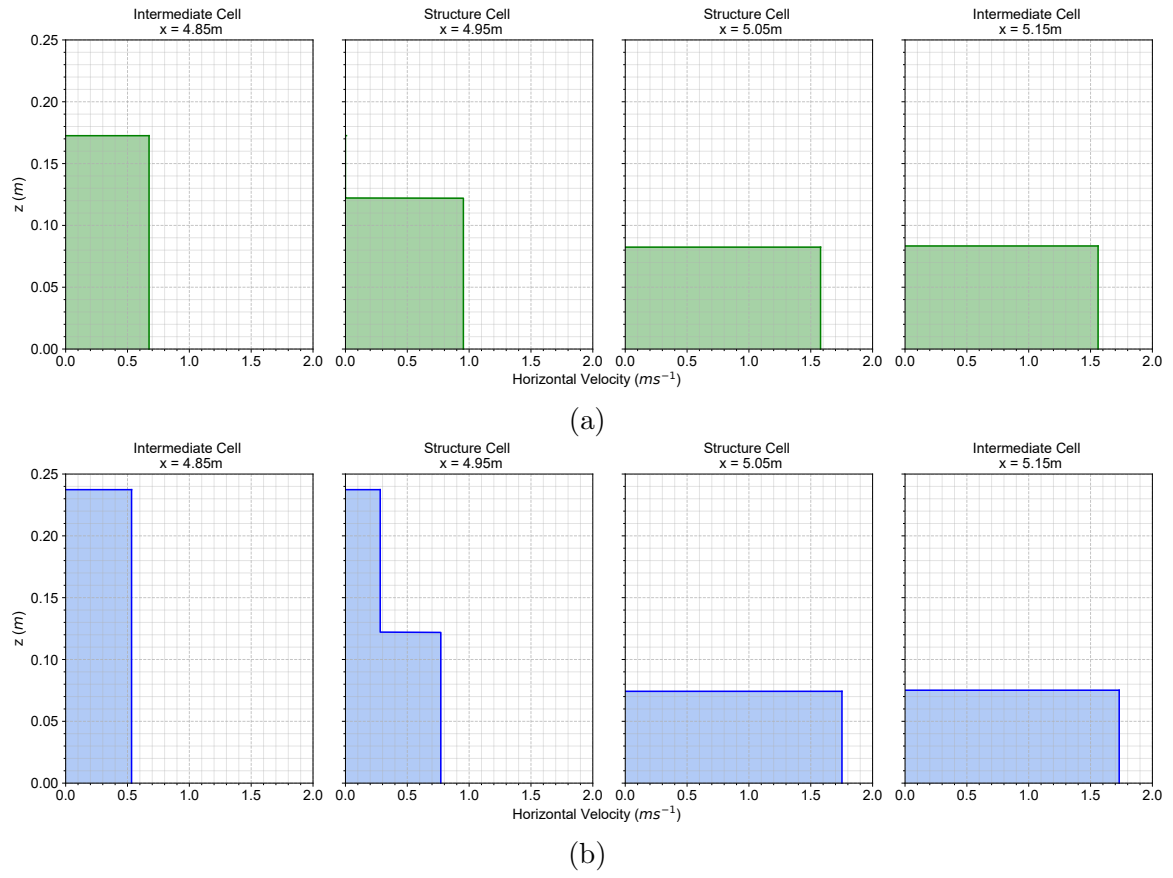 Intermediate Cell
x = 4.85m
Structure Cell
x = 4.95m
Structure Cell
x = 5.05m
Intermediate Cell
x = 5.15m
0.25
0.20
0.15
0.10
0.05
0.00
z (m)
0.0 0.5 1.0 1.5 2.0
0.0 0.5 1.0 1.5 2.0
0.0 0.5 1.0 1.5 2.0
0.0 0.5 1.0 1.5 2.0
Horizontal Velocity (ms⁻¹)
(a)
Intermediate Cell
x = 4.85m
Structure Cell
x = 4.95m
Structure Cell
x = 5.05m
Intermediate Cell
x = 5.15m
0.25
0.20
0.15
0.10
0.05
0.00
z (m)
0.0 0.5 1.0 1.5 2.0
0.0 0.5 1.0 1.5 2.0
0.0 0.5 1.0 1.5 2.0
0.0 0.5 1.0 1.5 2.0
Horizontal Velocity (ms⁻¹)
(b)